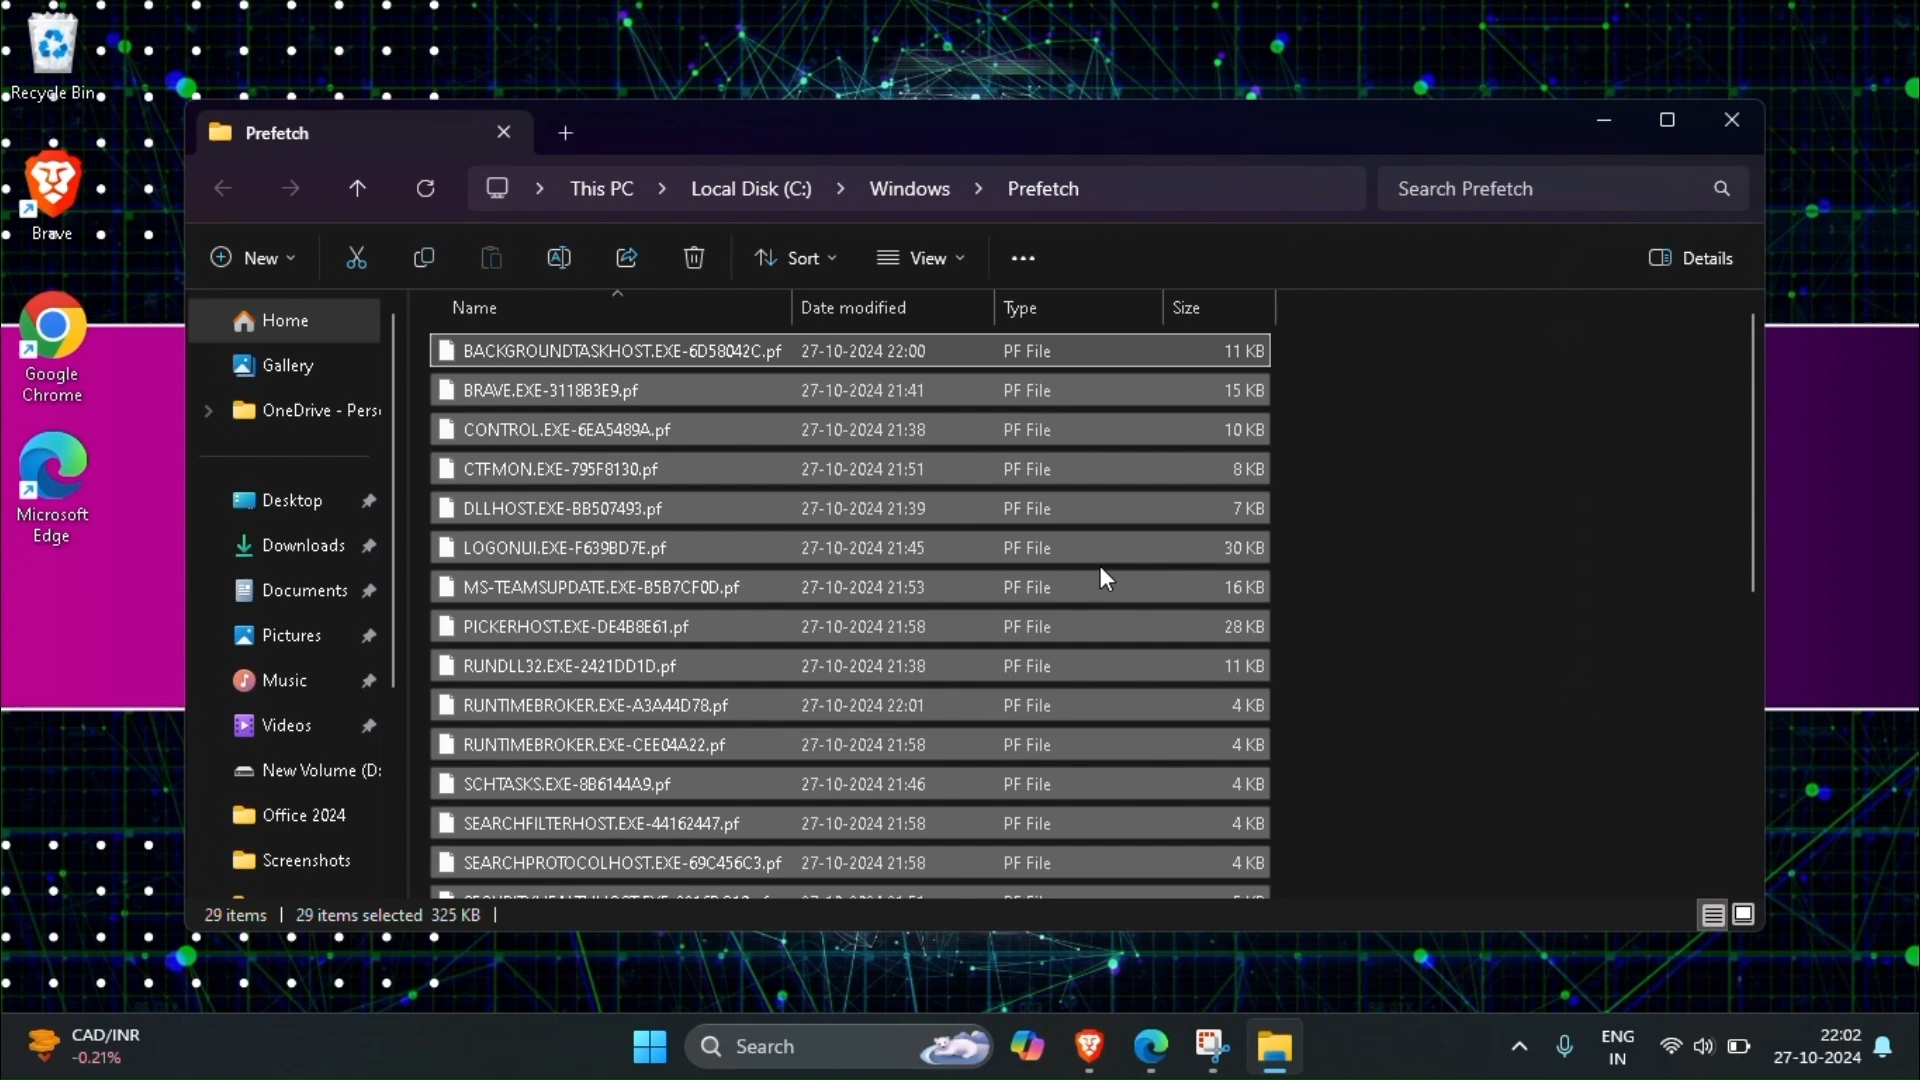 Recycle Bin
Brave
Google
Chrome
Microsoft
Edge
Prefetch
This PC
Local Disk (C:)
Windows
Prefetch
Search Prefetch
New
Sort
View
Details
Home
Gallery
OneDrive - Pers
Desktop
Downloads
Documents
Pictures
Music
Videos
New Volume (D:
Office 2024
Screenshots
Name Date modified Type Size
BACKGROUNDTASKHOST.EXE-6D58042C.pf 27-10-2024 22:00 PF File 11 KB
BRAVE.EXE-3118B3E9.pf 27-10-2024 21:41 PF File 15 KB
CONTROL.EXE-6EA5489A.pf 27-10-2024 21:38 PF File 10 KB
CTFMON.EXE-795F8130.pf 27-10-2024 21:51 PF File 8 KB
DLLHOST.EXE-BB507493.pf 27-10-2024 21:39 PF File 7 KB
LOGONUI.EXE-F639BD7E.pf 27-10-2024 21:45 PF File 30 KB
MS-TEAMSUPDATE.EXE-B5B7CF0D.pf 27-10-2024 21:53 PF File 16 KB
PICKERHOST.EXE-DE4B8E61.pf 27-10-2024 21:58 PF File 28 KB
RUNDLL32.EXE-2421DD1D.pf 27-10-2024 21:38 PF File 11 KB
RUNTIMEBROKER.EXE-A3A44D78.pf 27-10-2024 22:01 PF File 4 KB
RUNTIMEBROKER.EXE-CEE04A22.pf 27-10-2024 21:58 PF File 4 KB
SCHTASKS.EXE-8B6144A9.pf 27-10-2024 21:46 PF File 4 KB
SEARCHFILTERHOST.EXE-44162447.pf 27-10-2024 21:58 PF File 4 KB
SEARCHPROTOCOLHOST.EXE-69C456C3.pf 27-10-2024 21:58 PF File 4 KB
29 items | 29 items selected 325 KB |
CAD/INR
-0.21%
Search
ENG
IN
22:02
27-10-2024